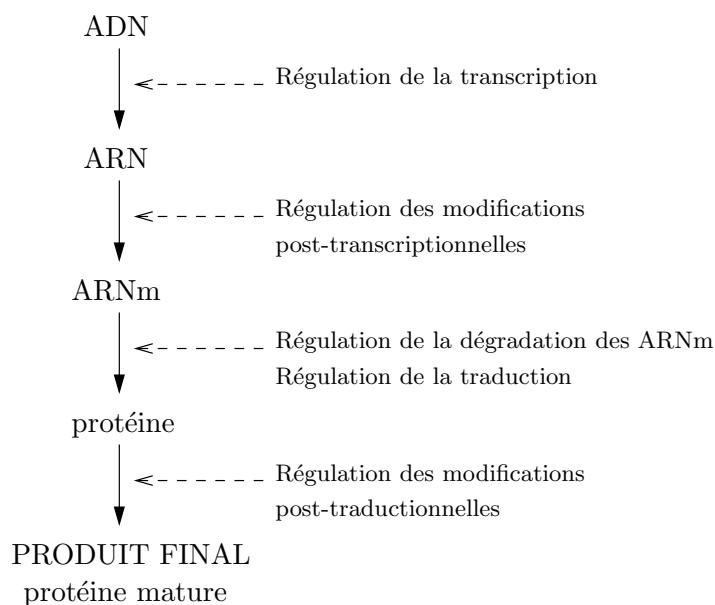 ADN
Régulation de la transcription
ARN
Régulation des modifications
post-transcriptionnelles
ARNm
Régulation de la dégradation des ARNm
Régulation de la traduction
protéine
Régulation des modifications
post-traductionnelles
PRODUIT FINAL
protéine mature